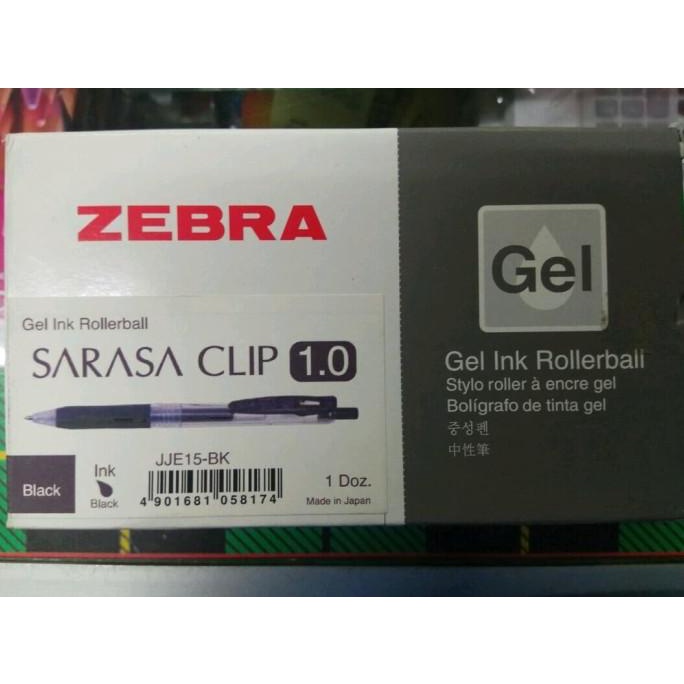 ZEBRA
Gel Ink Rollerball
SARASA CLIP 1.0
JJE15-BK
Black
Ink
Black
4 901681 058174
1 Doz.
Made in Japan
Gel
Gel Ink Rollerball
Stylo roller à encre gel
Bolígrafo de tinta gel
중성펜
中性筆